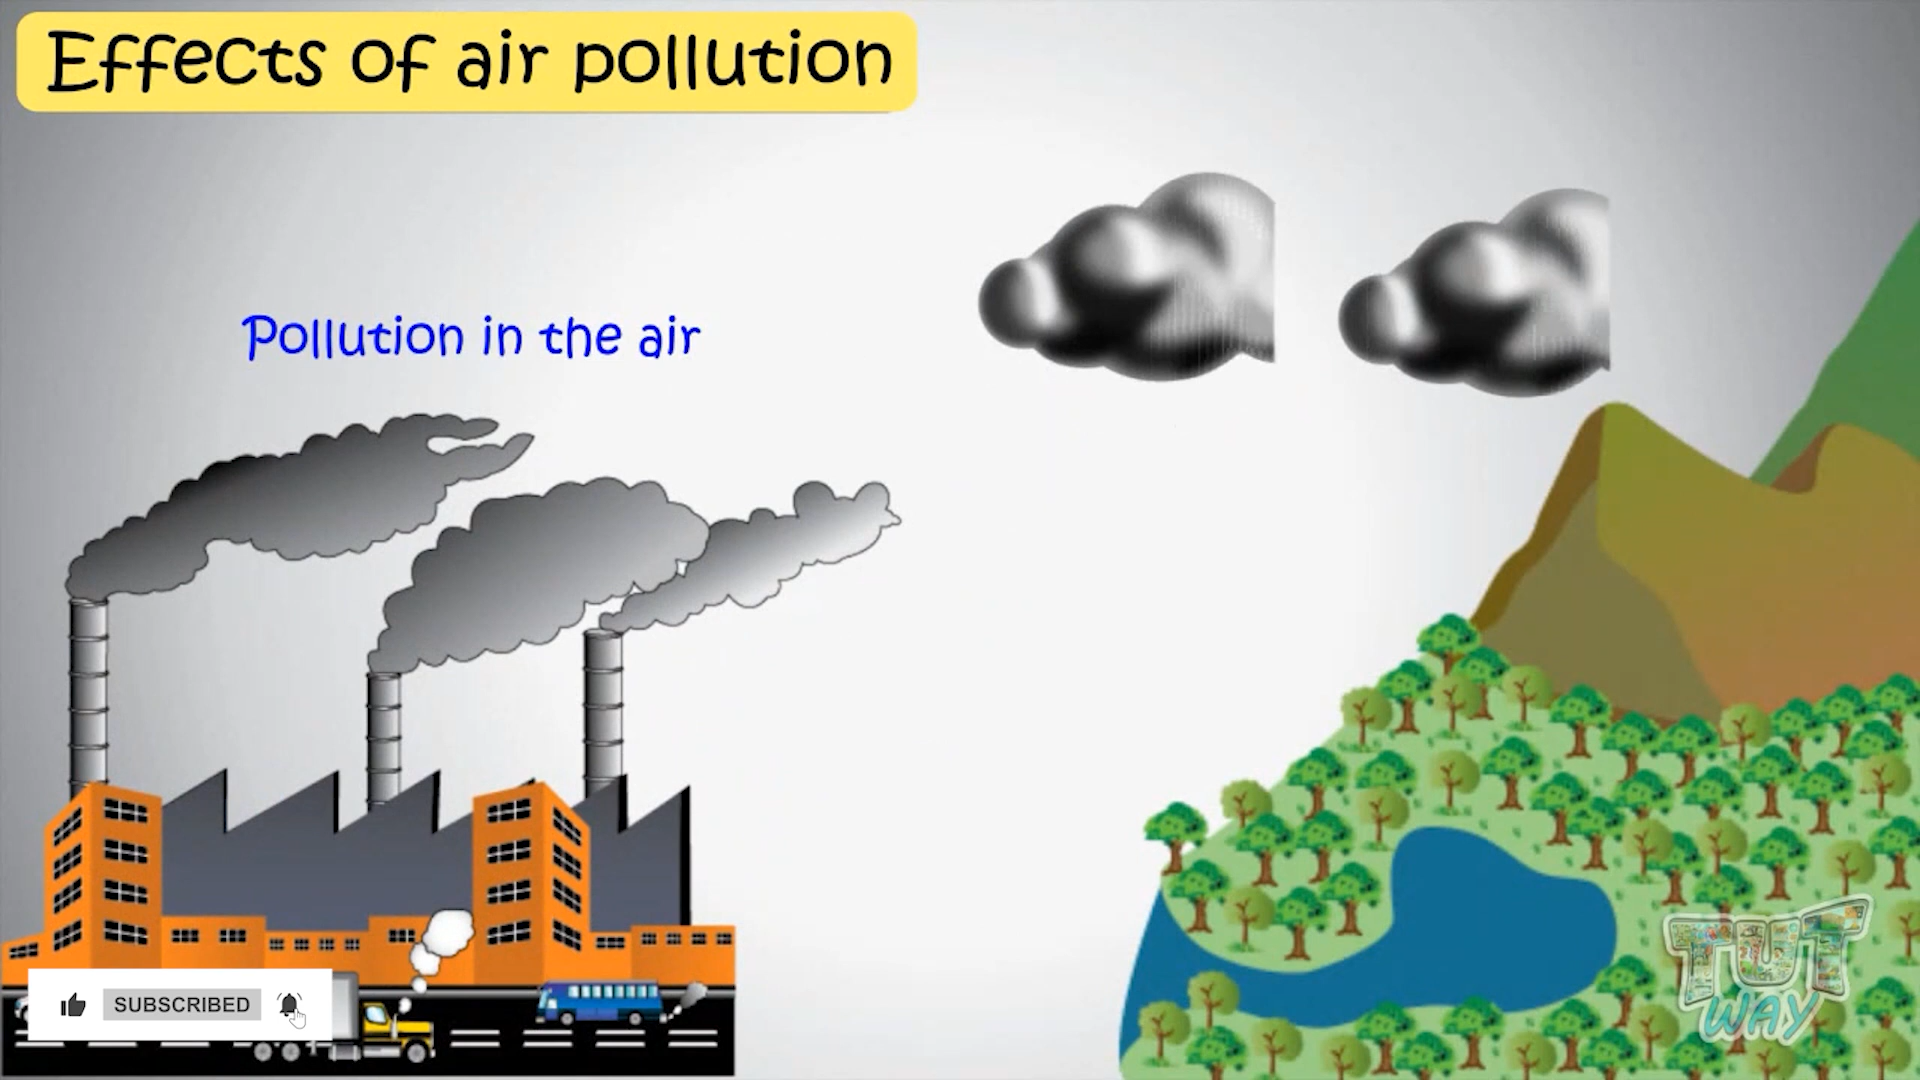 Effects of air pollution
Pollution in the air
SUBSCRIBED
TUT
WAY